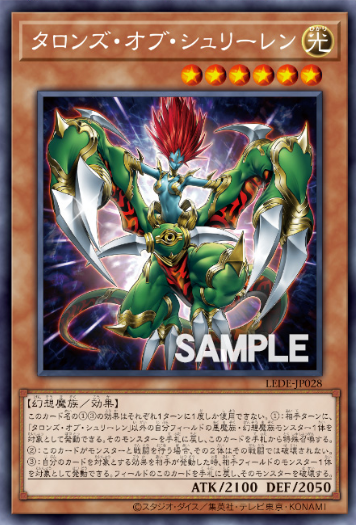 タロンズ・オブ・シュリーレン
ひかり
光
SAMPLE
LEDE-JP028
【幻想魔族／効果】
このカード名の①③の効果はそれぞれ1ターンに1度しか使用できない。①：相手ターンに、
「タロンズ・オブ・シュリーレン」以外の自分フィールドの悪魔族・幻想魔族モンスター1体を
対象として発動できる。そのモンスターを手札に戻し、このカードを手札から特殊召喚する。
②：このカードがモンスターと戦闘を行う場合、その2体はその戦闘では破壊されない。
③：自分のカードを対象とする効果を相手が発動した時、相手フィールドのモンスター1体
を対象として発動できる。フィールドのこのカードを手札に戻し、そのモンスターを破壊する。
ATK/2100 DEF/2050
©スタジオ・ダイス／集英社・テレビ東京・KONAMI